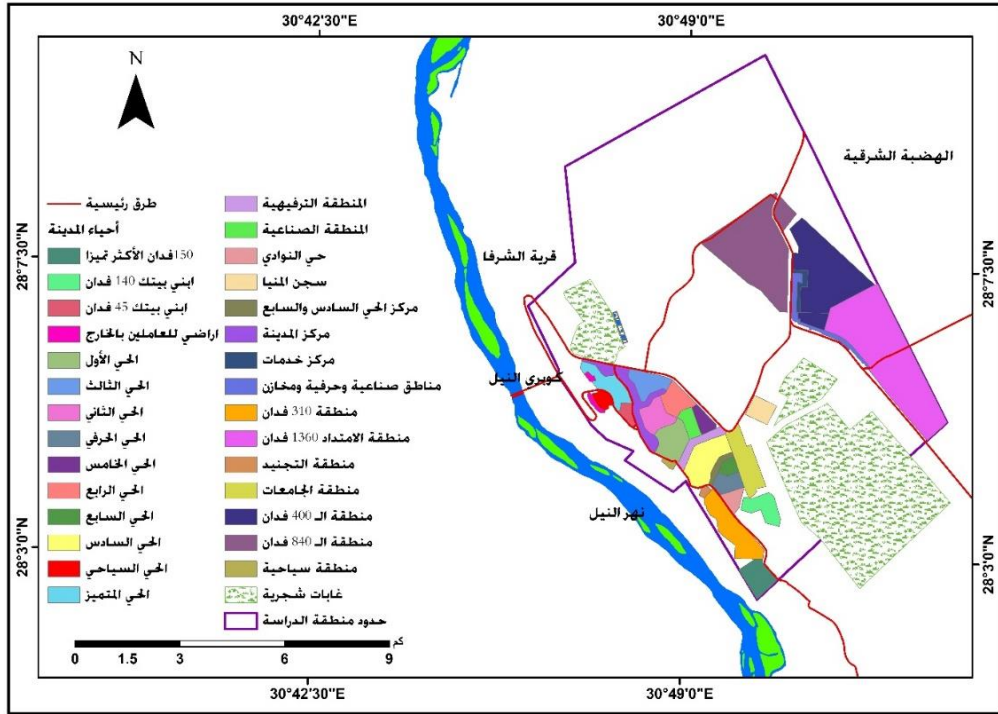 30°42'30"E
30°49'0"E
N
الهضبة الشرقية
طرق رئيسية
أحياء المدينة
150فدان الأكثر تميزا
ابني بيتك 140 فدان
ابني بيتك 45 فدان
اراضي للعاملين بالخارج
الحي الأول
الحي الثالث
الحي الثاني
الحي الحرفي
الحي الخامس
الحي الرابع
الحي السابع
الحي السادس
الحي السياحي
الحي المتميز
المنطقة الترفيهية
المنطقة الصناعية
حي النوادي
سجن المنيا
مركز الحي السادس والسابع
مركز المدينة
مركز خدمات
مناطق صناعية وحرفية ومخازن
منطقة 310 فدان
منطقة الامتداد 1360 فدان
منطقة التجنيد
منطقة الجامعات
منطقة الـ 400 فدان
منطقة الـ 840 فدان
منطقة سياحية
غابات شجرية
حدود منطقة الدراسة
قرية الشرفا
كوبري النيل
نهر النيل
28°7'30"N
28°7'30"N
28°3'0"N
28°3'0"N
كم
0 1.5 3 6 9
30°42'30"E
30°49'0"E